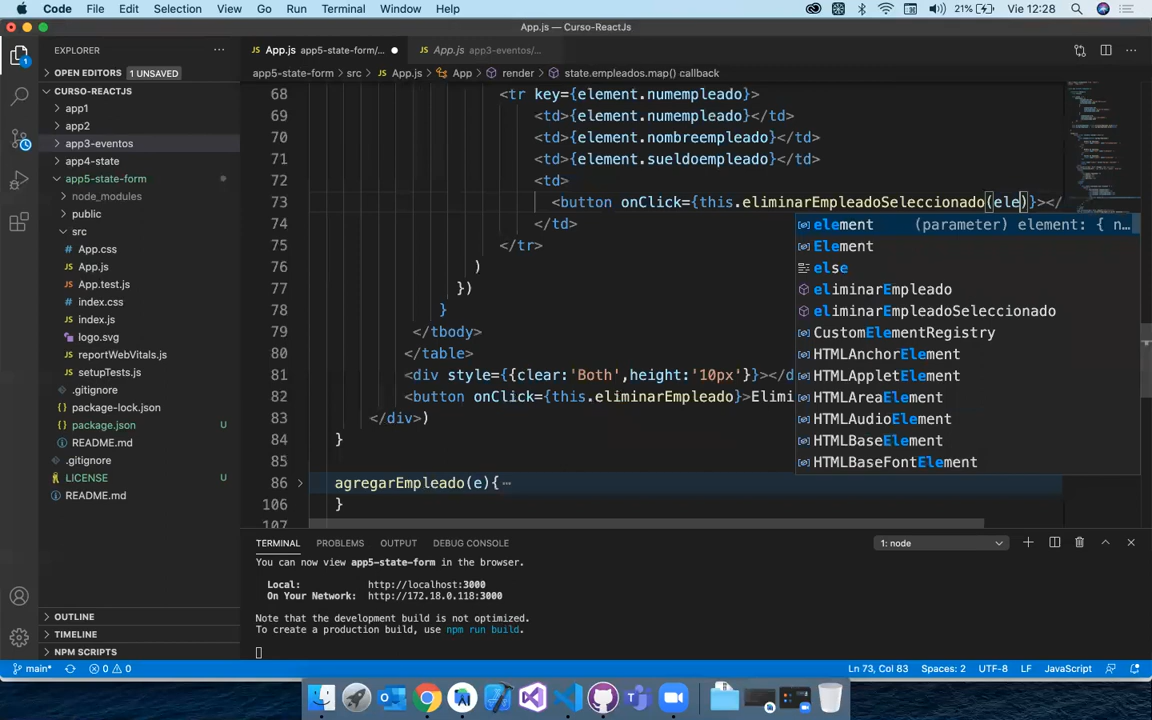 Code File Edit Selection View Go Run Terminal Window Help 21% Vie 12:28
App.js — Curso-ReactJs
EXPLORER
App.js app5-state-form/...
App.js app3-eventos/...
OPEN EDITORS 1 UNSAVED
app5-state-form > src > App.js > App > render > state.empleados.map() callback
CURSO-REACTJS
app1
app2
app3-eventos
app4-state
app5-state-form
node_modules
public
src
App.css
App.js
App.test.js
index.css
index.js
logo.svg
reportWebVitals.js
setupTests.js
.gitignore
package-lock.json U
package.json
README.md
.gitignore
LICENSE U
README.md
OUTLINE
TIMELINE
NPM SCRIPTS
68 <tr key={element.numempleado}>
69 <td>{element.numempleado}</td>
70 <td>{element.nombreempleado}</td>
71 <td>{element.sueldoempleado}</td>
72 <td>
73 <button onClick={this.eliminarEmpleadoSeleccionado(ele)}></
74 </td>
75 </tr>
76 )
77 })
78 }
79 </tbody>
80 </table>
81 <div style={{clear:'Both',height:'10px'}}></d
82 <button onClick={this.eliminarEmpleado}>Elimi
83 </div>)
84 }
85
86 agregarEmpleado(e){
106 }
107
element (parameter) element: { n...
Element
else
eliminarEmpleado
eliminarEmpleadoSeleccionado
CustomElementRegistry
HTMLAnchorElement
HTMLAppletElement
HTMLAreaElement
HTMLAudioElement
HTMLBaseElement
HTMLBaseFontElement
TERMINAL PROBLEMS OUTPUT DEBUG CONSOLE 1: node
You can now view app5-state-form in the browser.
Local: http://localhost:3000
On Your Network: http://172.18.0.118:3000
Note that the development build is not optimized.
To create a production build, use npm run build.
main* 0 0 Ln 73, Col 83 Spaces: 2 UTF-8 LF JavaScript